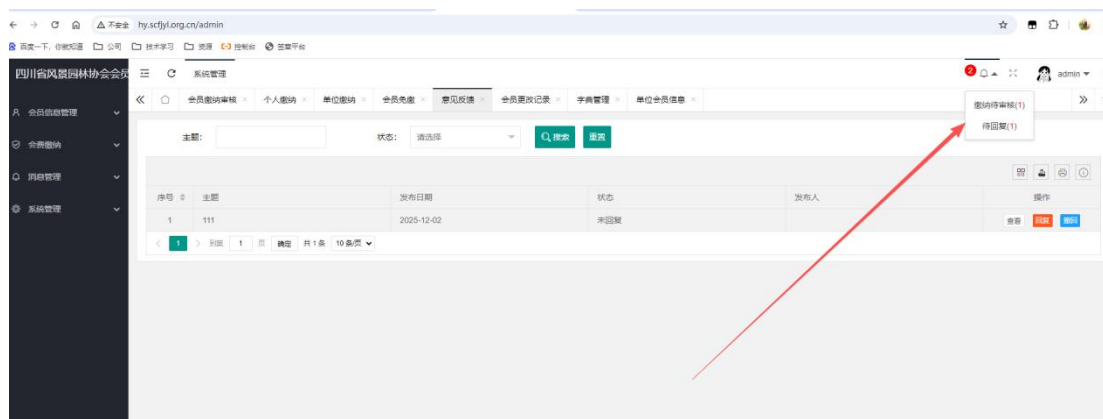 不安全 hy.scfjyl.org.cn/admin
百度一下，你就知道 公司 技术学习 资源 控制台 签章平台
四川省风景园林协会会员 系统管理 2 admin
会员缴纳审核 × 个人缴纳 × 单位缴纳 × 会员免缴 × 意见反馈 × 会员更改记录 × 字典管理 × 单位会员信息 ×
缴纳待审核(1)
待回复(1)
会员信息管理
会费缴纳
消息管理
系统管理
主题: 状态: 请选择 搜索 重置
序号 主题 发布日期 状态 发布人 操作
1 111 2025-12-02 未回复 查看 回复 撤回
1 到第 1 页 确定 共 1 条 10 条/页